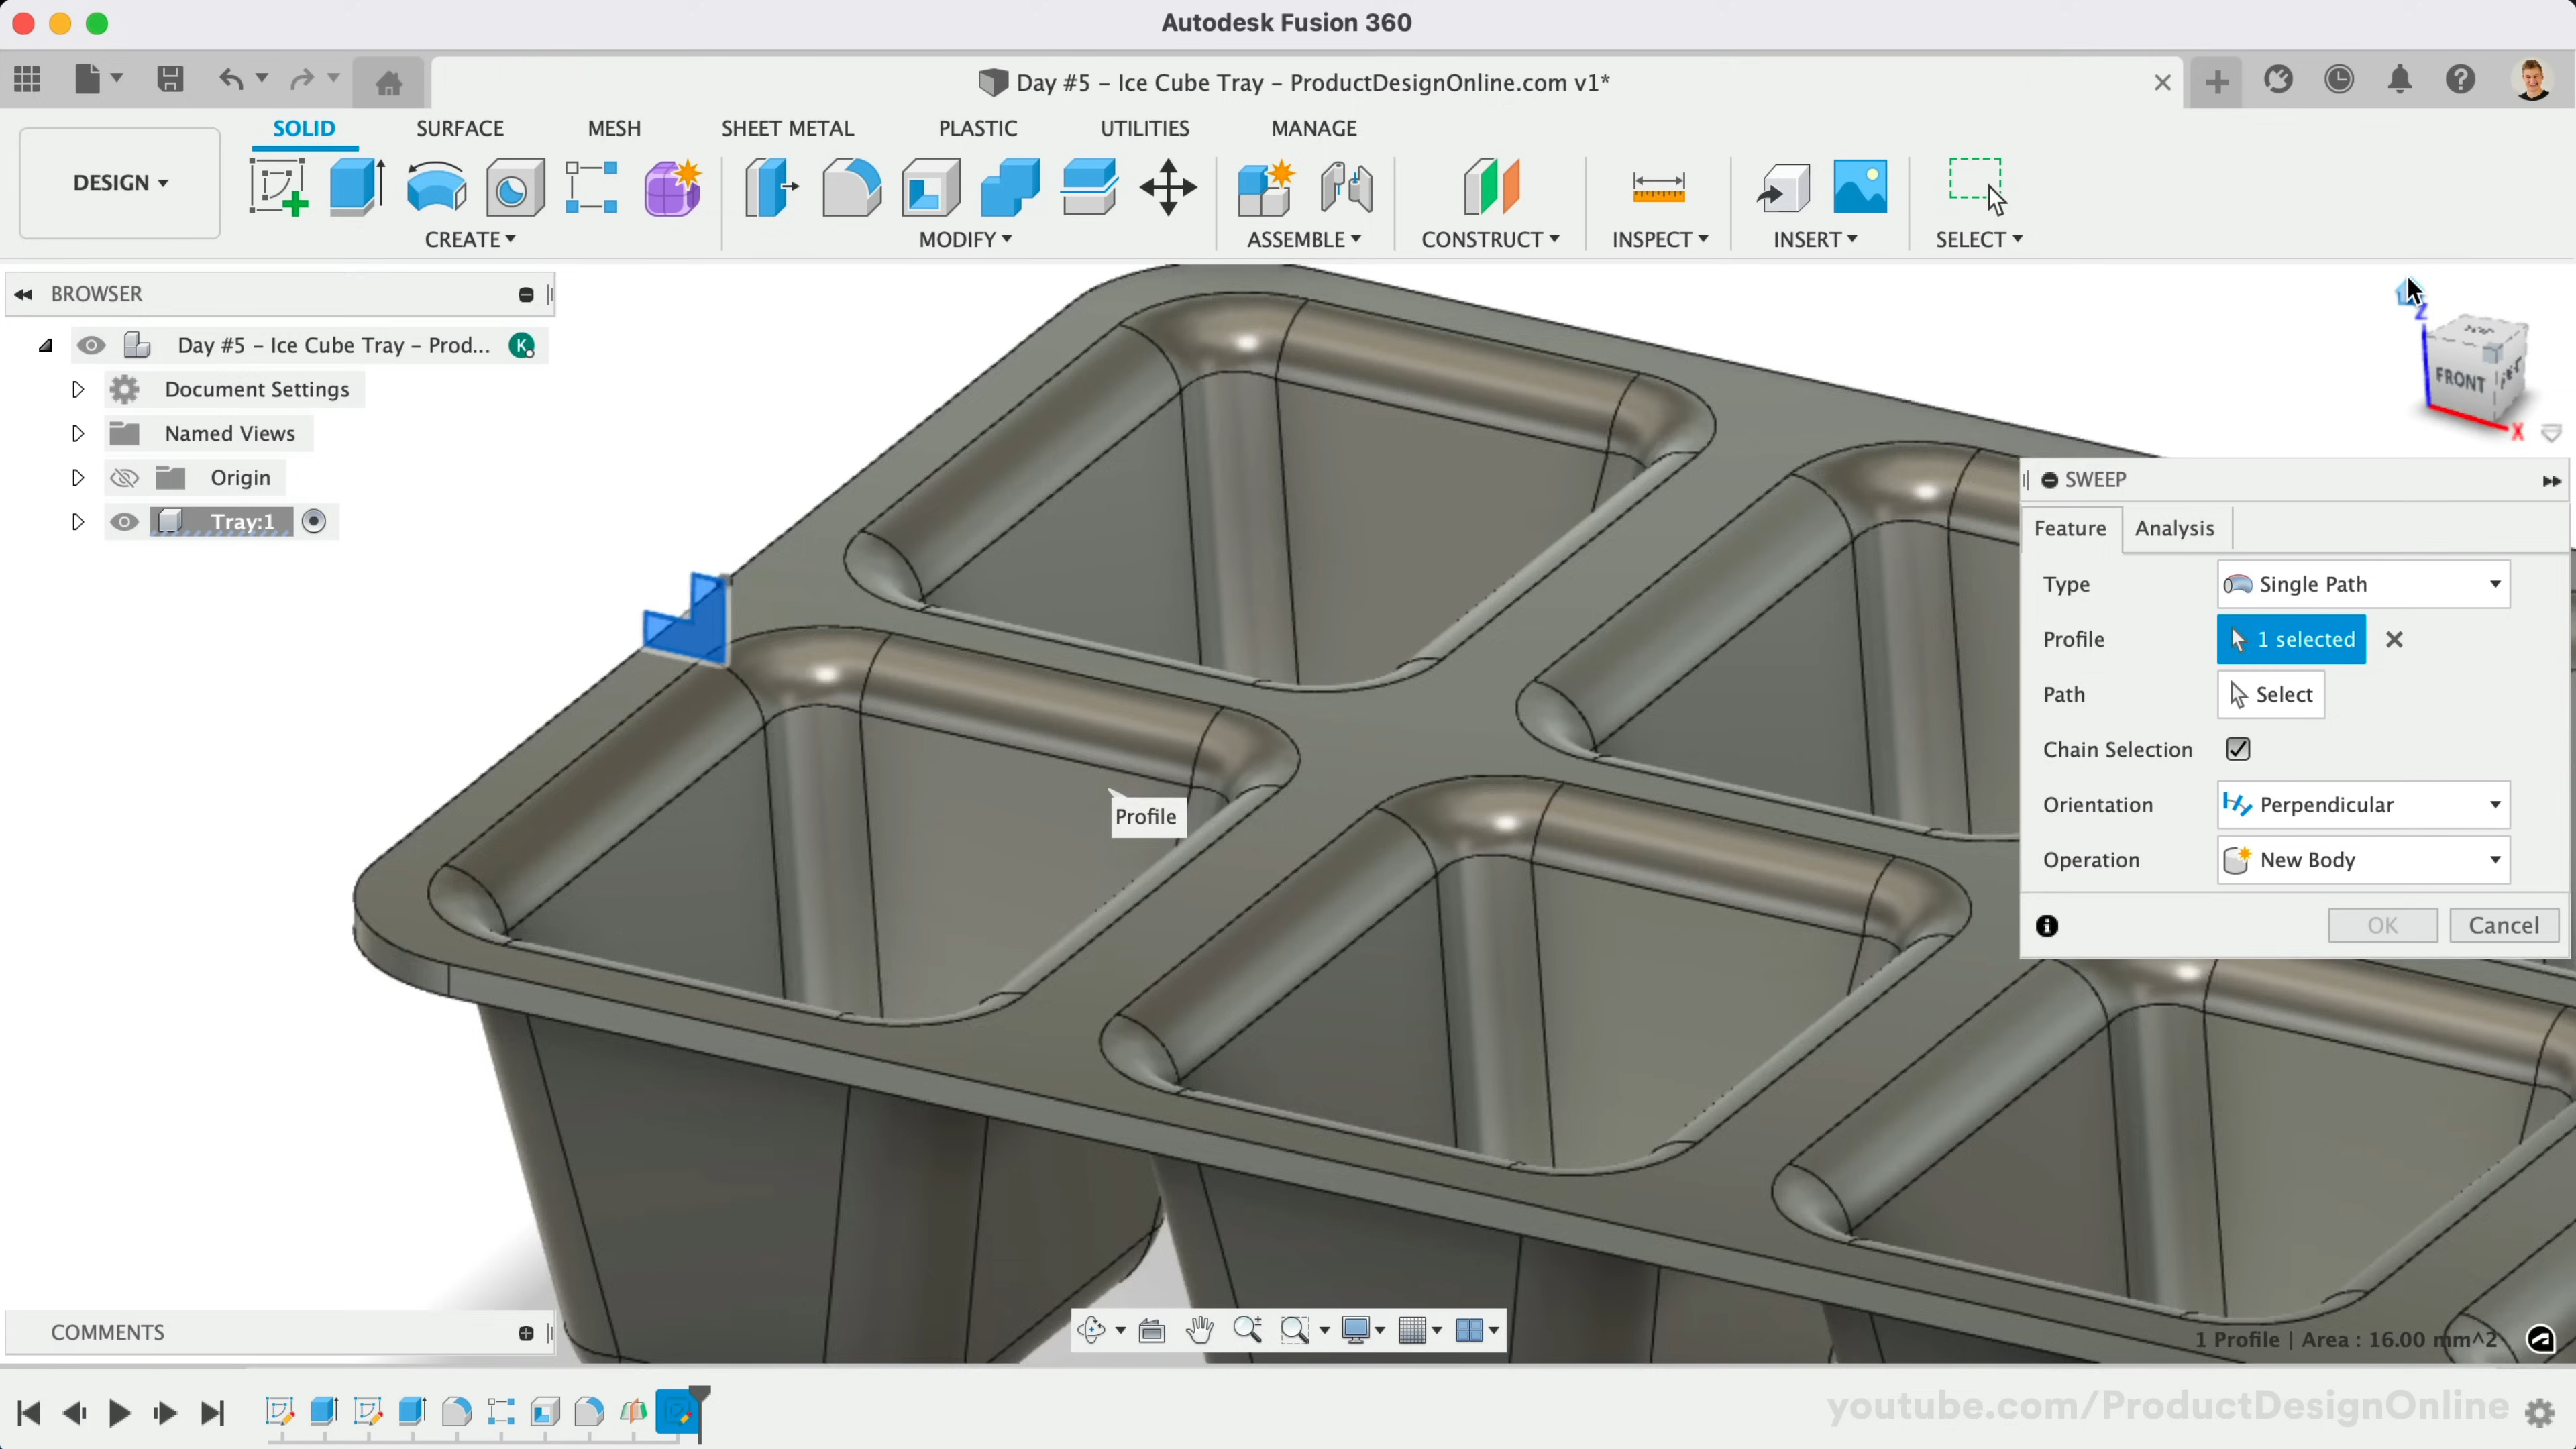 Autodesk Fusion 360
Day #5 – Ice Cube Tray – ProductDesignOnline.com v1*
SOLID SURFACE MESH SHEET METAL PLASTIC UTILITIES MANAGE
DESIGN
CREATE MODIFY ASSEMBLE CONSTRUCT INSPECT INSERT SELECT
BROWSER
Day #5 – Ice Cube Tray – Prod... K
Document Settings
Named Views
Origin
Tray:1
Z
TOP
FRONT
X
SWEEP
Feature Analysis
Type Single Path
Profile 1 selected
Path Select
Chain Selection
Orientation Perpendicular
Operation New Body
OK Cancel
Profile
COMMENTS
1 Profile | Area : 16.00 mm^2
youtube.com/ProductDesignOnline